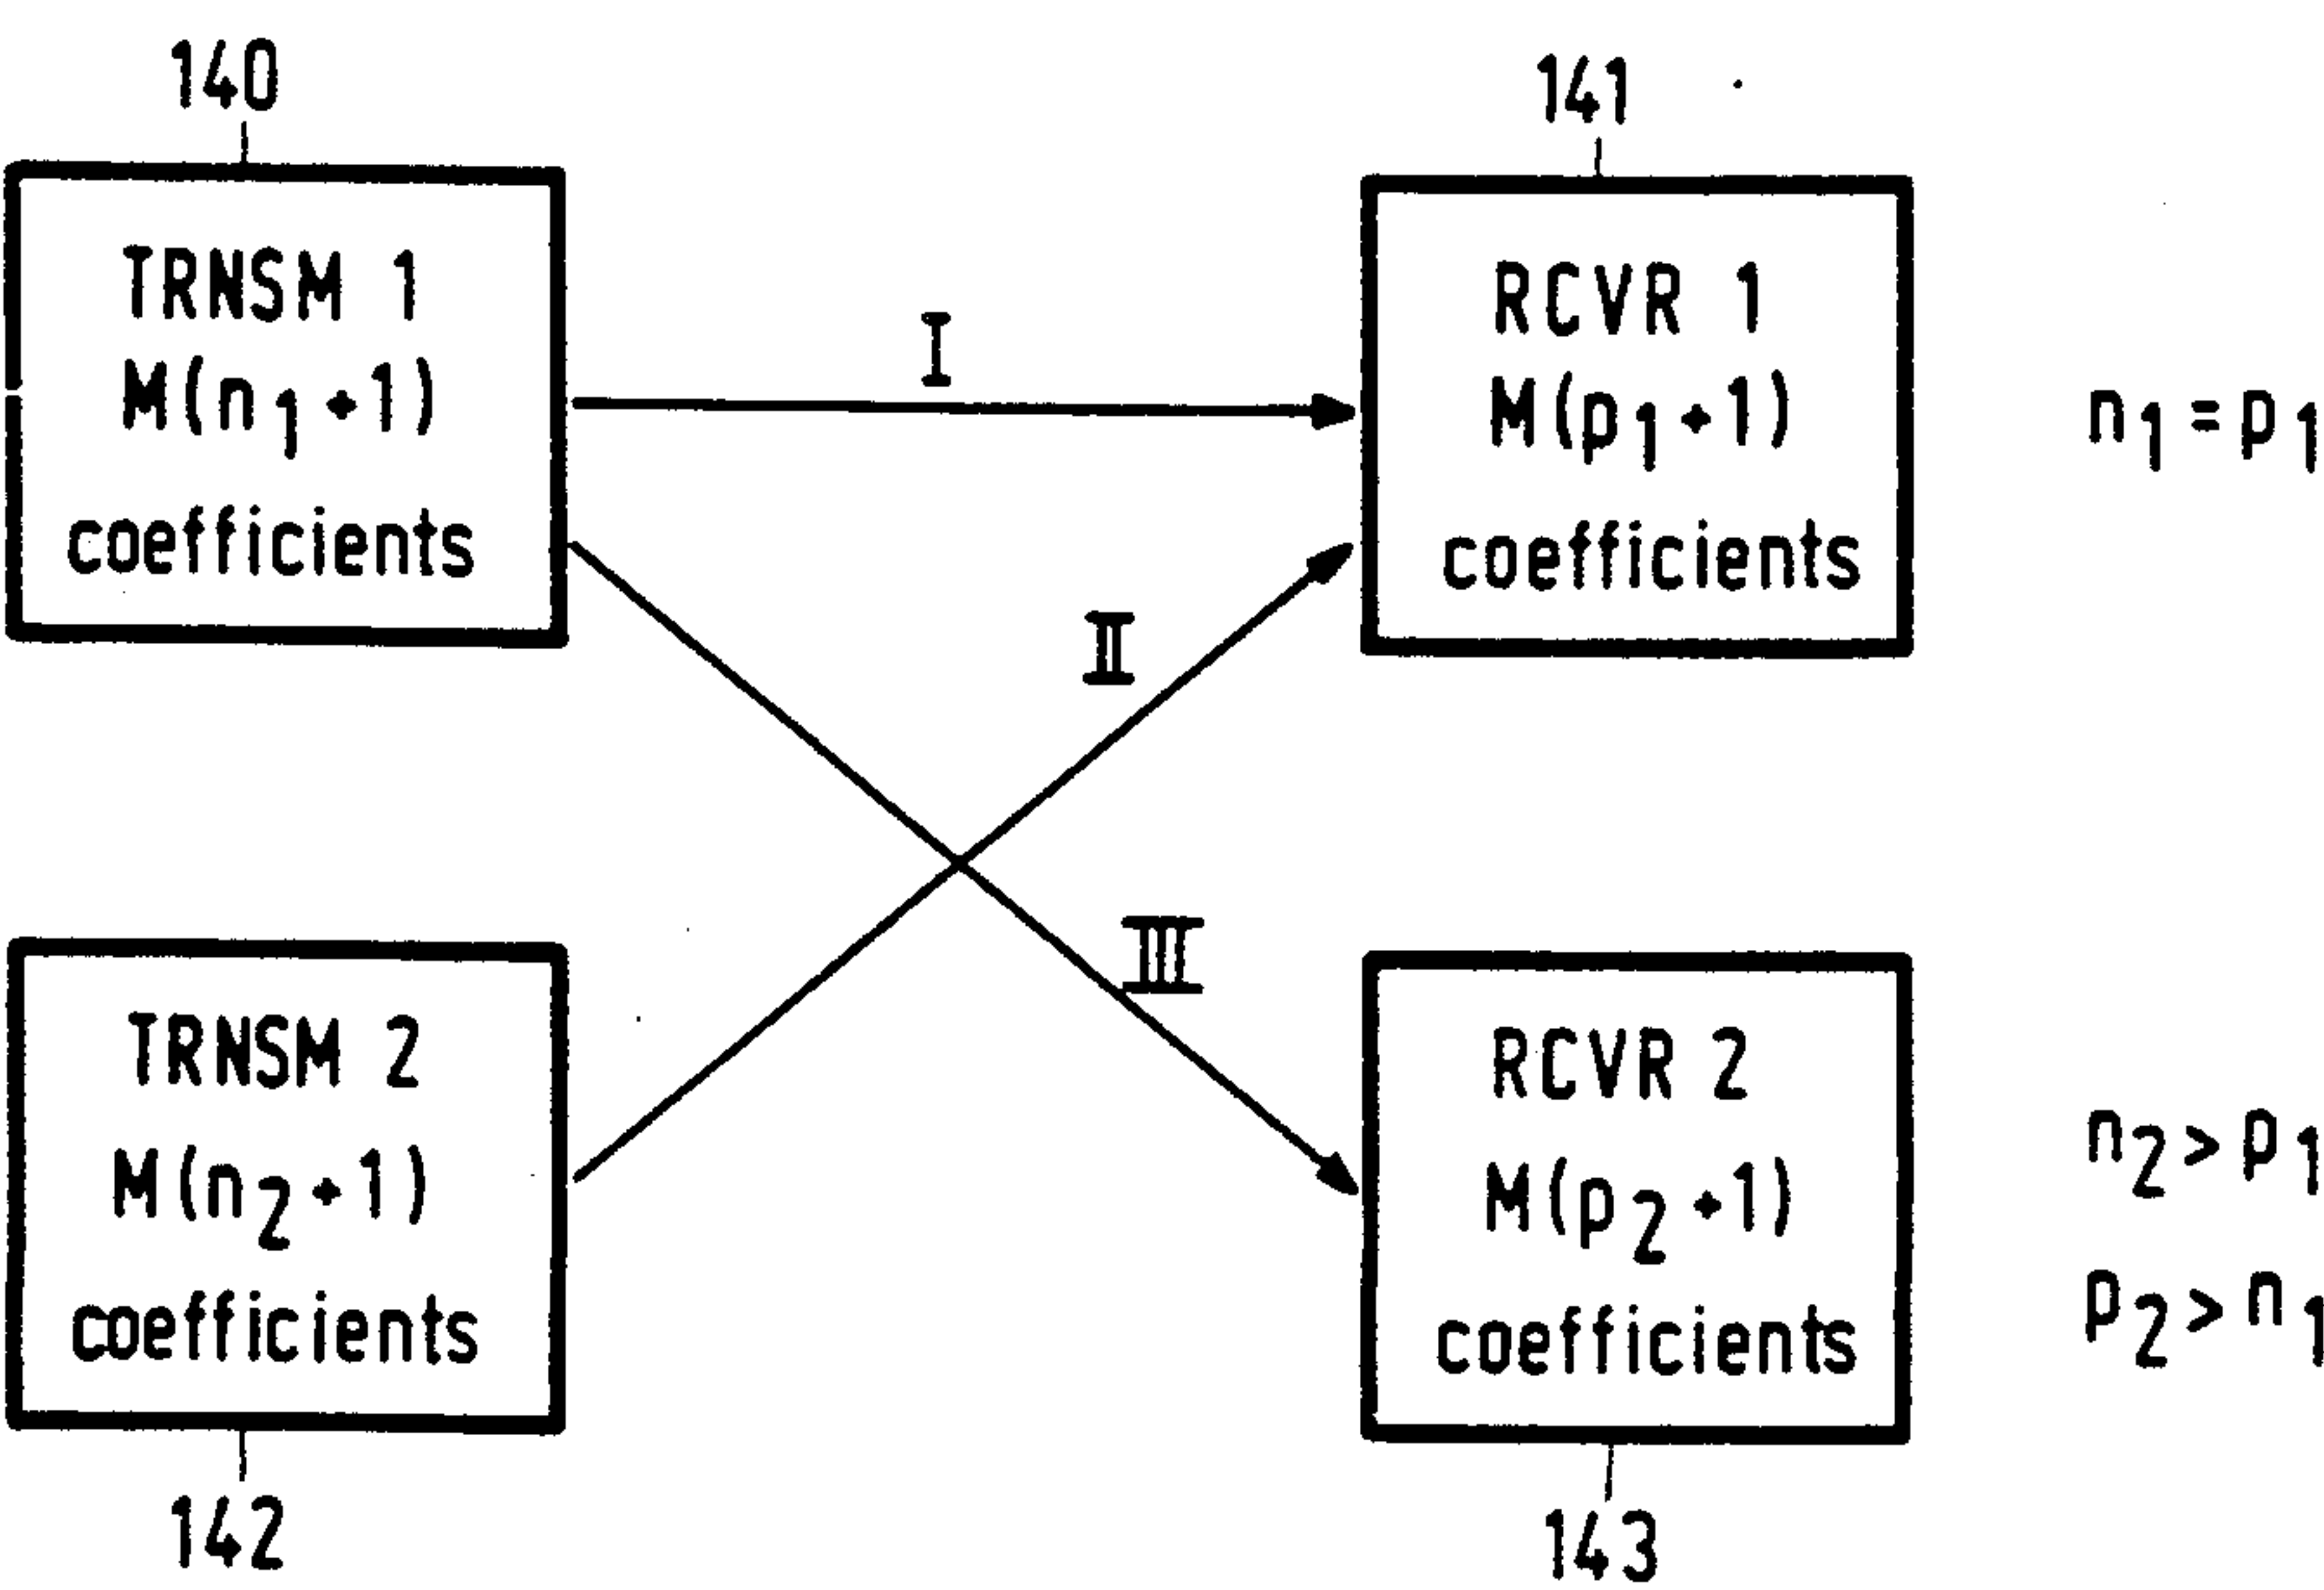 140
TRNSM 1
M(n₁+1)
coefficients
I
141
RCVR 1
M(p₁+1)
coefficients
n₁=p₁
II
III
TRNSM 2
M(n₂+1)
coefficients
142
RCVR 2
M(p₂+1)
coefficients
143
n₂>p₁
p₂>n₁